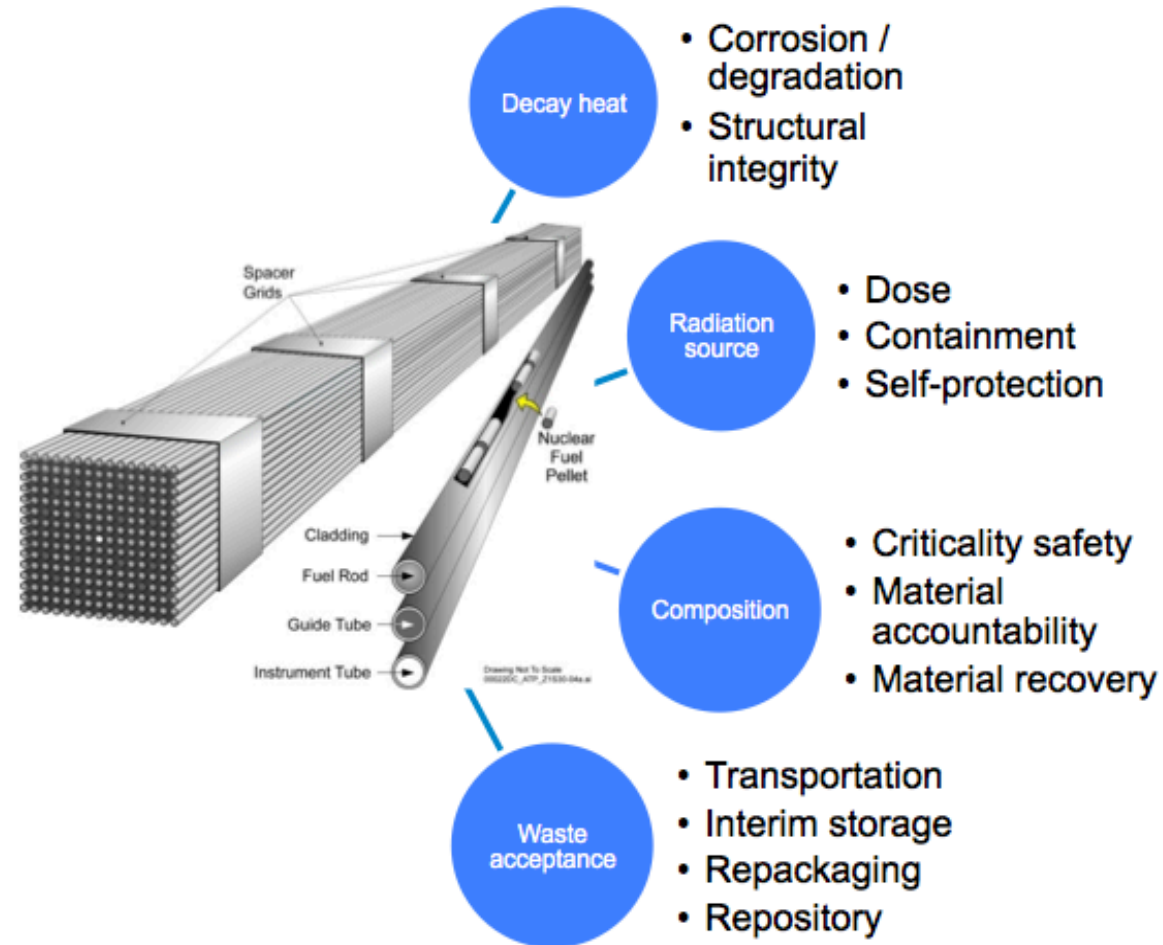 Decay heat
• Corrosion /
degradation
• Structural
integrity
Radiation
source
• Dose
• Containment
• Self-protection
Spacer
Grids
Nuclear
Fuel
Pellet
Cladding
Fuel Rod
Guide Tube
Instrument Tube
Drawing Not To Scale
Composition
• Criticality safety
• Material
accountability
• Material recovery
Waste
acceptance
• Transportation
• Interim storage
• Repackaging
• Repository